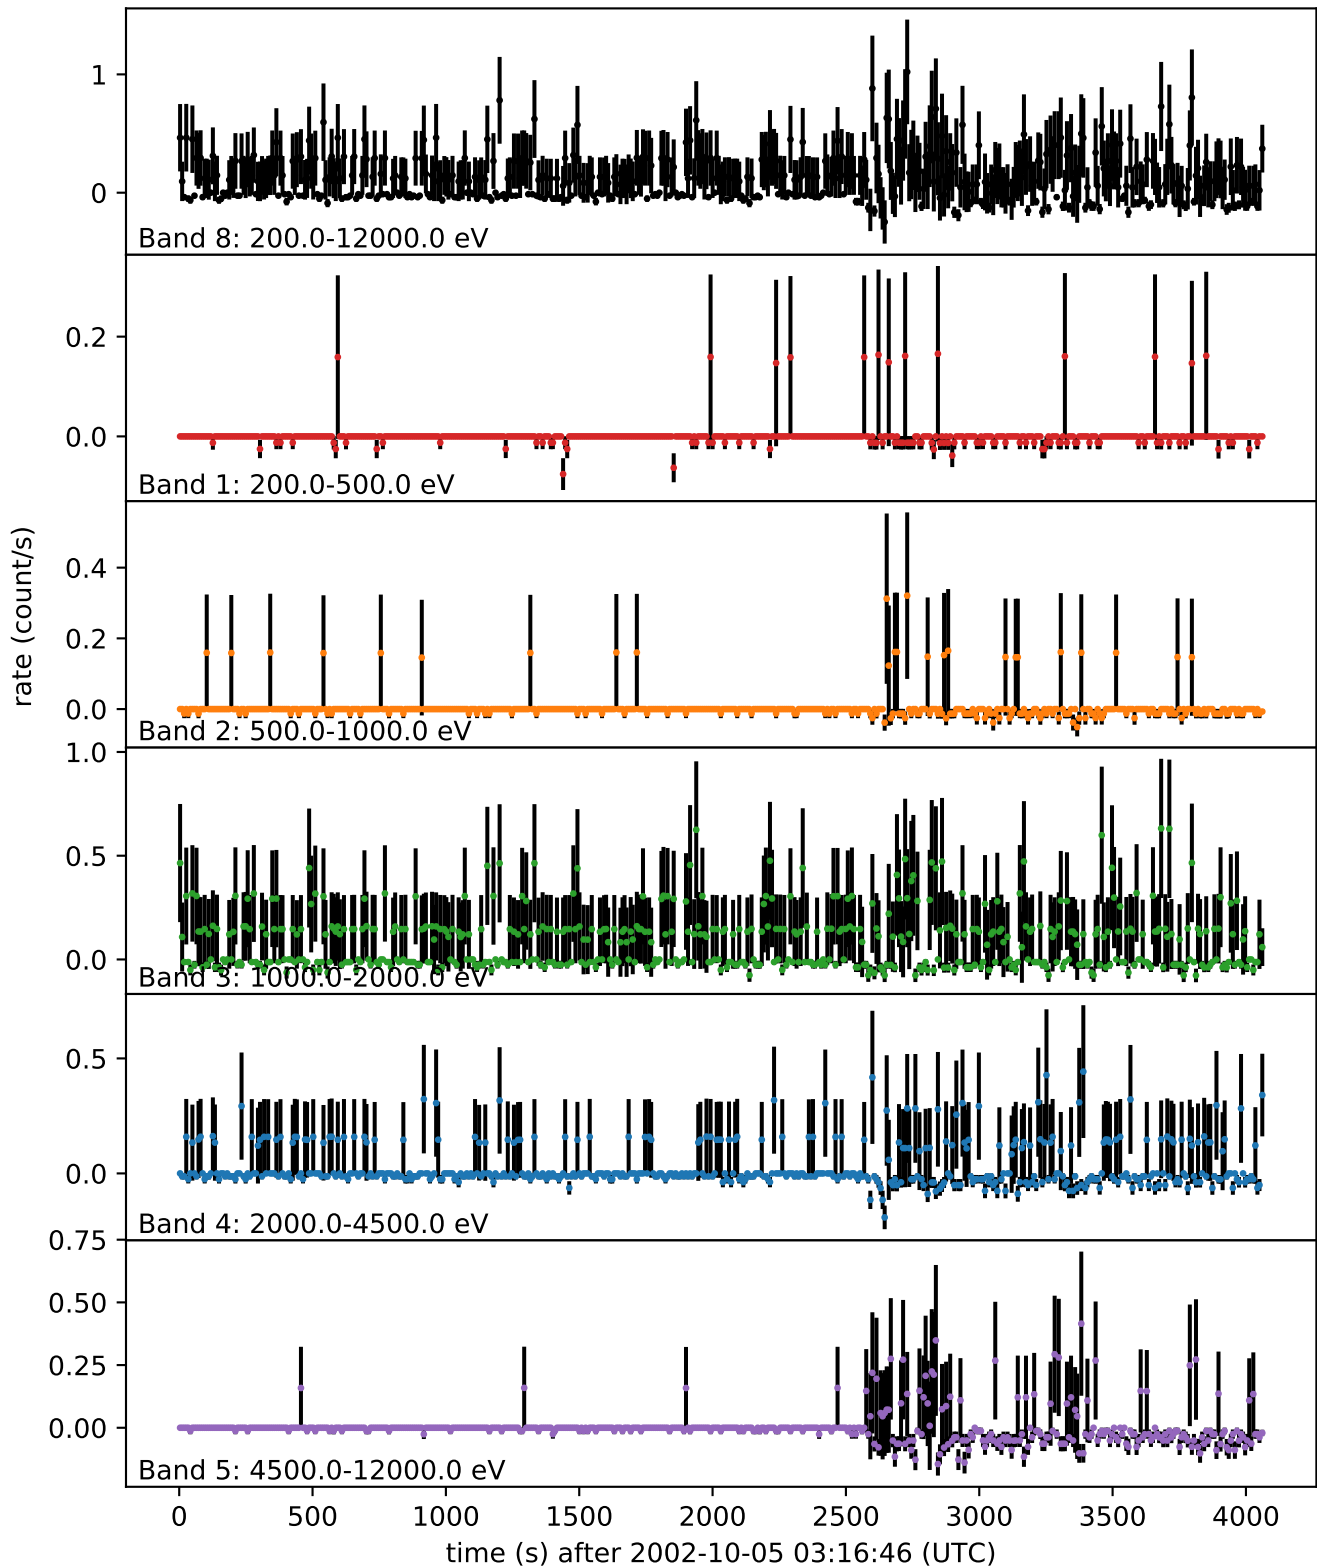 1
0
Band 8: 200.0-12000.0 eV
0.2
0.0
Band 1: 200.0-500.0 eV
rate (count/s)
0.4
0.2
0.0
Band 2: 500.0-1000.0 eV
1.0
0.5
0.0
Band 3: 1000.0-2000.0 eV
0.5
0.0
Band 4: 2000.0-4500.0 eV
0.75
0.50
0.25
0.00
Band 5: 4500.0-12000.0 eV
0 500 1000 1500 2000 2500 3000 3500 4000
time (s) after 2002-10-05 03:16:46 (UTC)